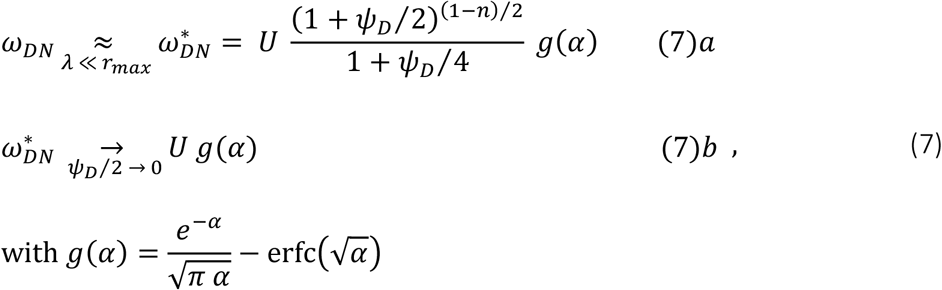 ω_DN ≈_{λ ≪ r_max} ω*_DN = U (1 + ψ_D/2)^{(1−n)/2} / (1 + ψ_D/4) g(α) (7)a
ω*_DN →_{ψ_D/2 → 0} U g(α) (7)b , (7)
with g(α) = e^{−α} / √(π α) − erfc(√α)